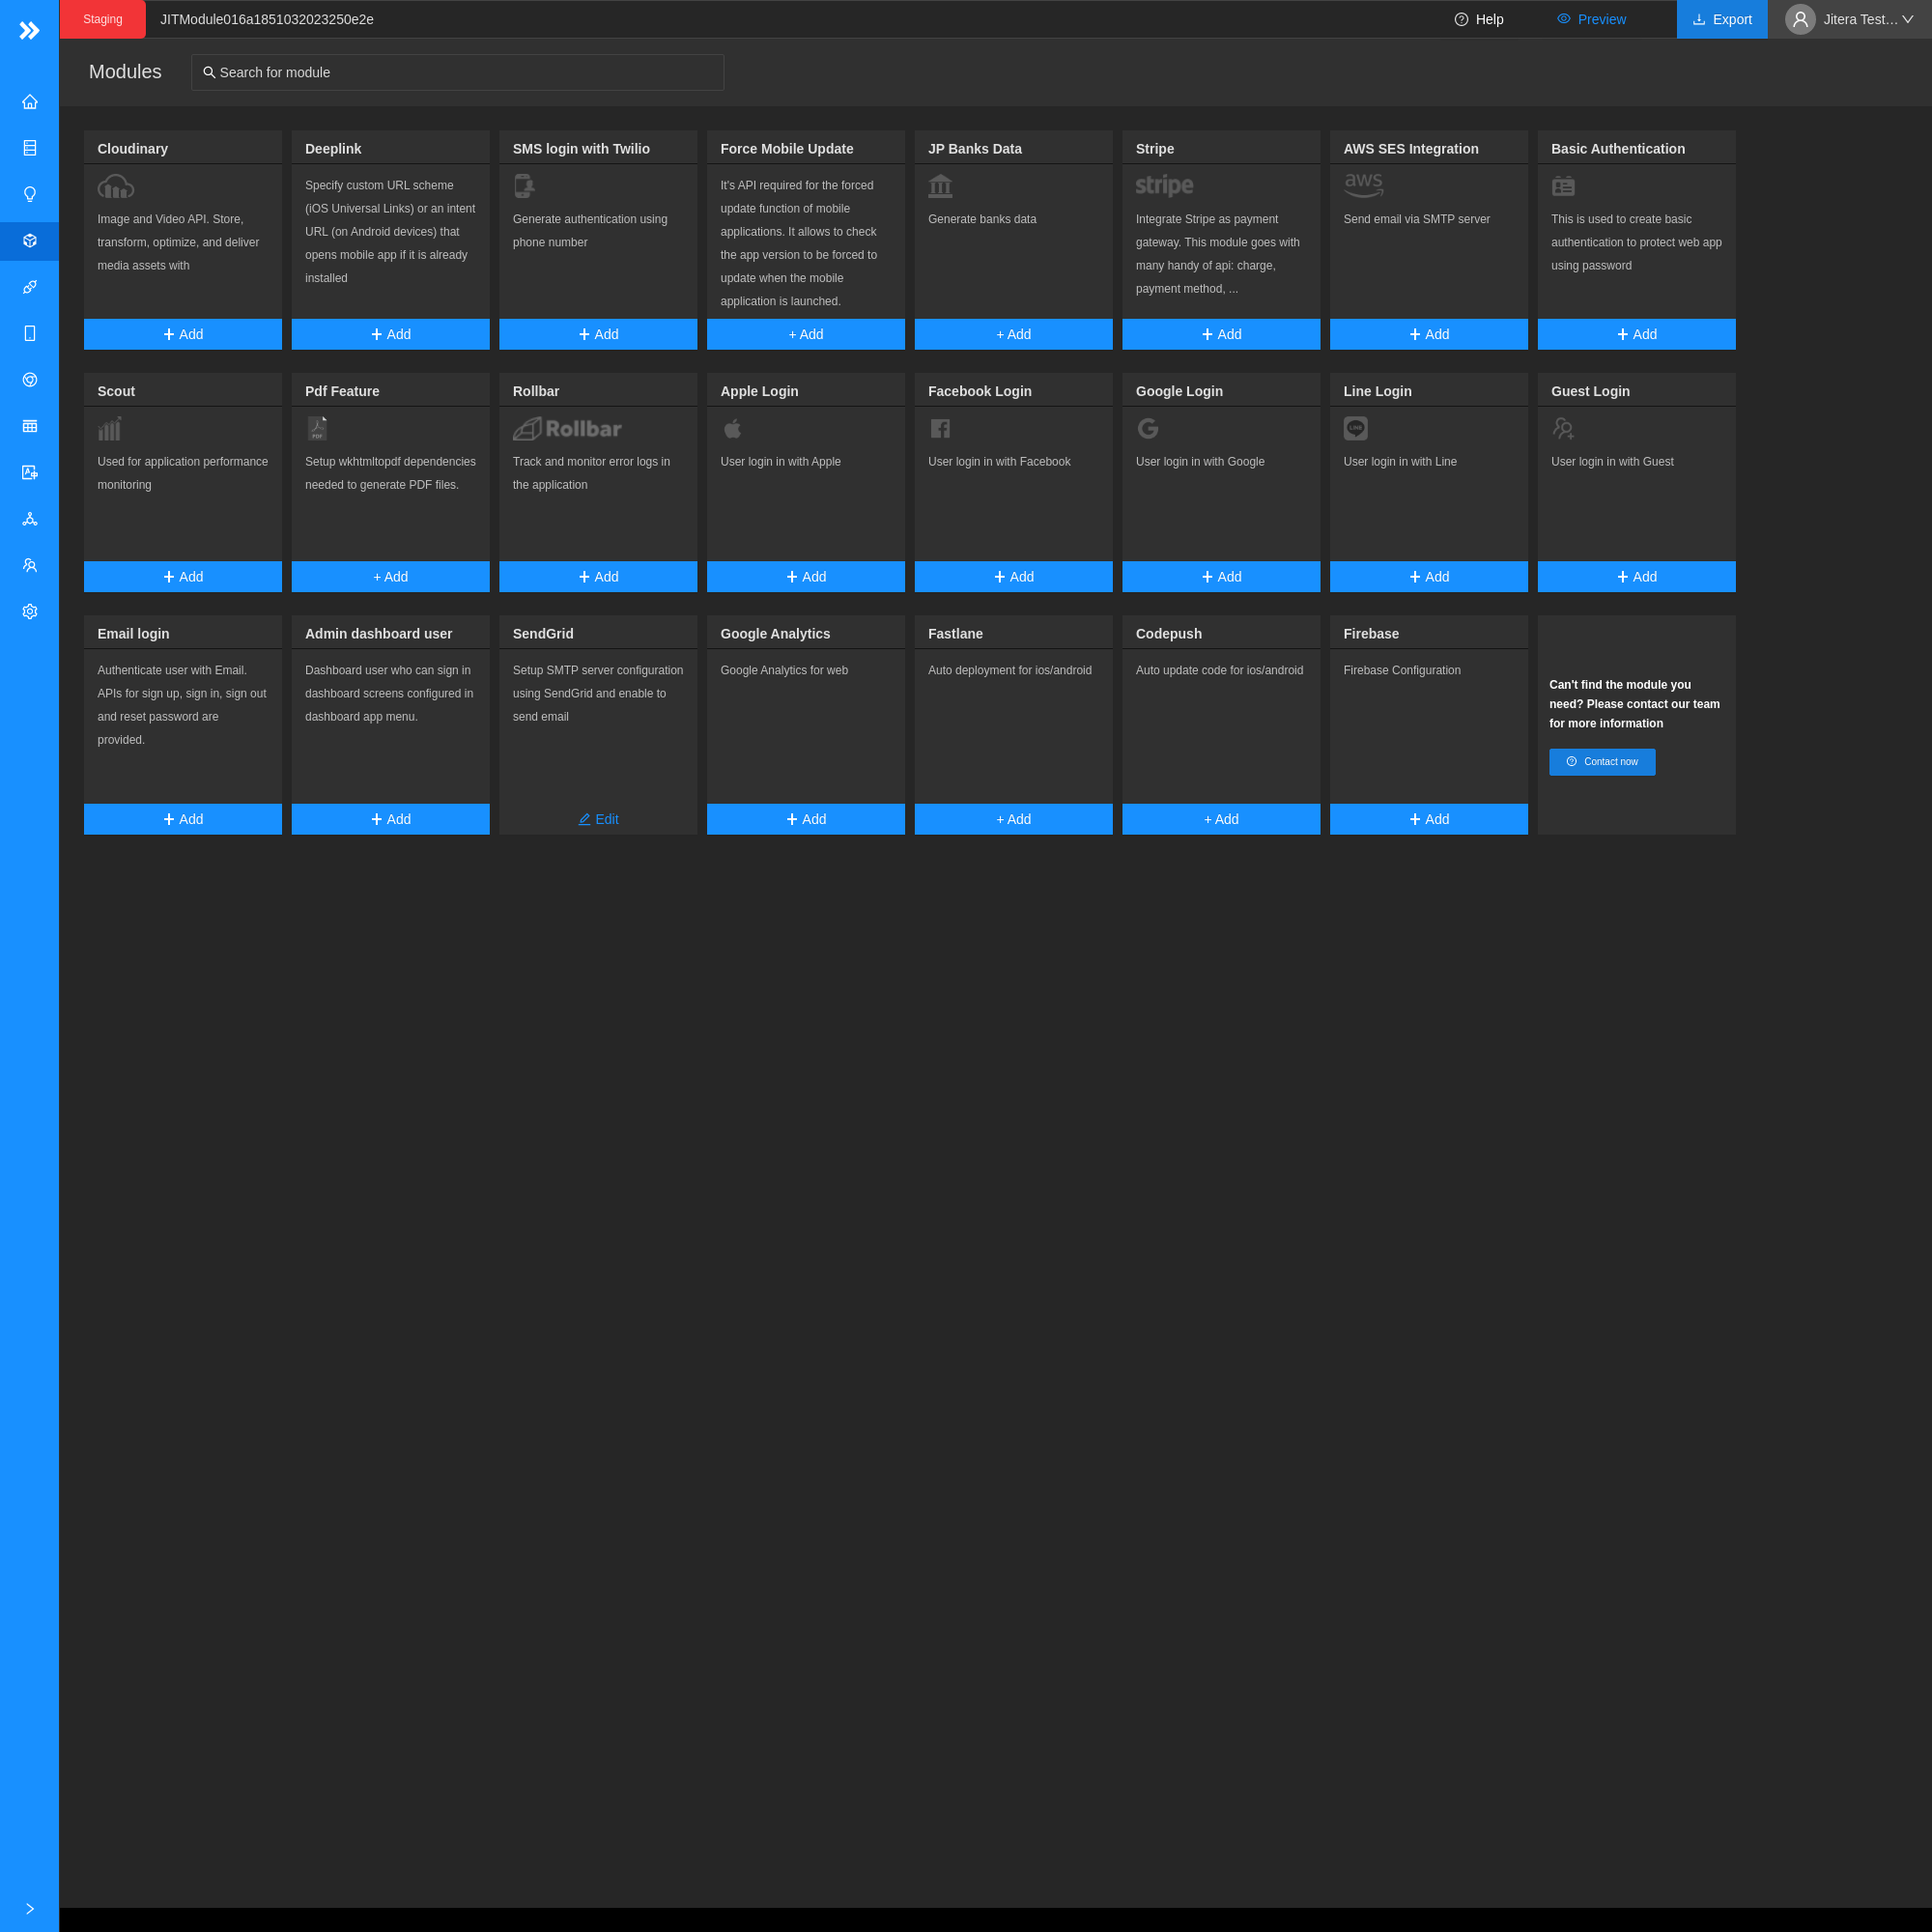 Staging
JITModule016a1851032023250e2e
Help
Preview
Export
Jitera Test…
Modules
Search for module
Cloudinary
Image and Video API. Store,
transform, optimize, and deliver
media assets with
+ Add
Deeplink
Specify custom URL scheme
(iOS Universal Links) or an intent
URL (on Android devices) that
opens mobile app if it is already
installed
+ Add
SMS login with Twilio
Generate authentication using
phone number
+ Add
Force Mobile Update
It's API required for the forced
update function of mobile
applications. It allows to check
the app version to be forced to
update when the mobile
application is launched.
+ Add
JP Banks Data
Generate banks data
+ Add
Stripe
stripe
Integrate Stripe as payment
gateway. This module goes with
many handy of api: charge,
payment method, ...
+ Add
AWS SES Integration
aws
Send email via SMTP server
+ Add
Basic Authentication
This is used to create basic
authentication to protect web app
using password
+ Add
Scout
Used for application performance
monitoring
+ Add
Pdf Feature
PDF
Setup wkhtmltopdf dependencies
needed to generate PDF files.
+ Add
Rollbar
Rollbar
Track and monitor error logs in
the application
+ Add
Apple Login
User login in with Apple
+ Add
Facebook Login
User login in with Facebook
+ Add
Google Login
User login in with Google
+ Add
Line Login
LINE
User login in with Line
+ Add
Guest Login
User login in with Guest
+ Add
Email login
Authenticate user with Email.
APIs for sign up, sign in, sign out
and reset password are
provided.
+ Add
Admin dashboard user
Dashboard user who can sign in
dashboard screens configured in
dashboard app menu.
+ Add
SendGrid
Setup SMTP server configuration
using SendGrid and enable to
send email
Edit
Google Analytics
Google Analytics for web
+ Add
Fastlane
Auto deployment for ios/android
+ Add
Codepush
Auto update code for ios/android
+ Add
Firebase
Firebase Configuration
+ Add
Can't find the module you
need? Please contact our team
for more information
Contact now